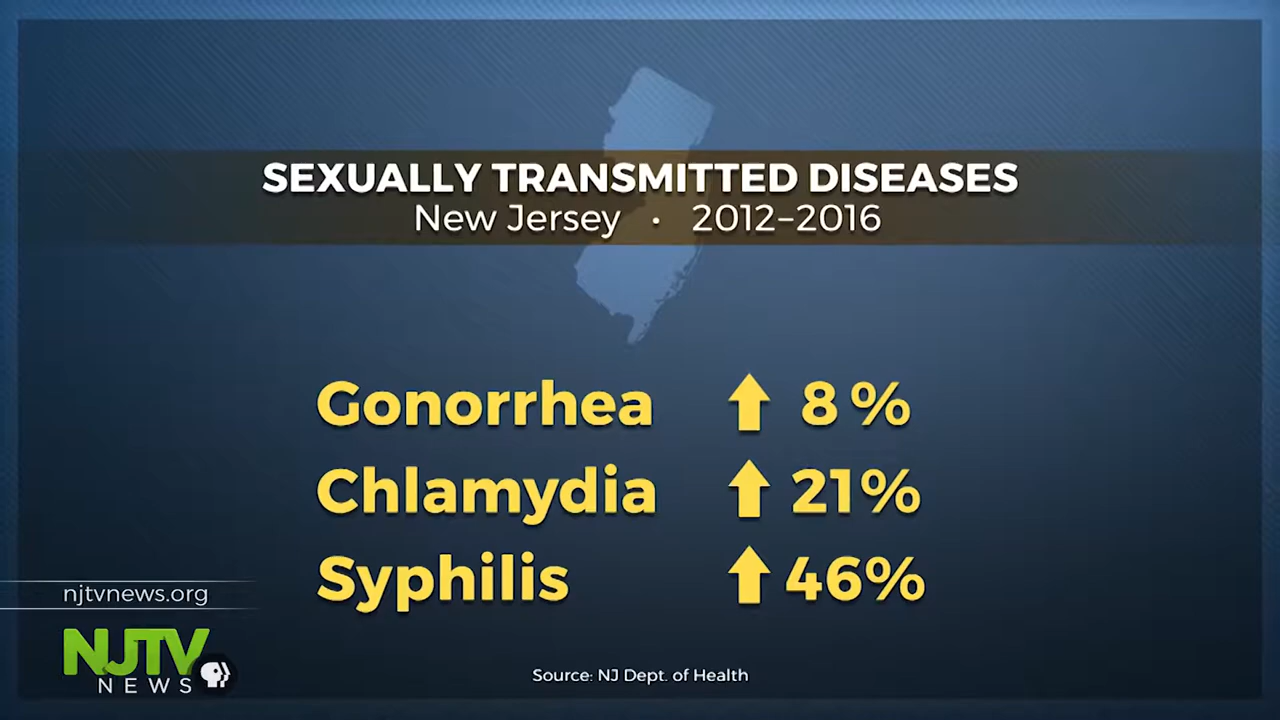 SEXUALLY TRANSMITTED DISEASES
New Jersey • 2012-2016
Gonorrhea 8%
Chlamydia 21%
Syphilis 46%
njtvnews.org
NJTV
NEWS
Source: NJ Dept. of Health